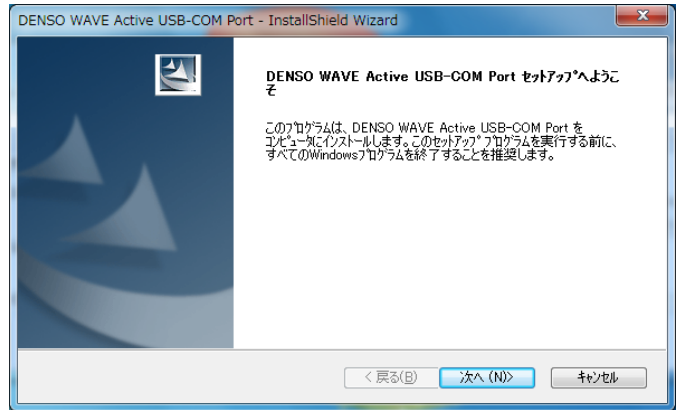 DENSO WAVE Active USB-COM Port - InstallShield Wizard
DENSO WAVE Active USB-COM Port ｾｯﾄｱｯﾌﾟへようこ
そ
このﾌﾟﾛｸﾞﾗﾑは、DENSO WAVE Active USB-COM Port を
ｺﾝﾋﾟｭｰﾀにｲﾝｽﾄｰﾙします。このｾｯﾄｱｯﾌﾟ ﾌﾟﾛｸﾞﾗﾑを実行する前に、
すべてのWindowsﾌﾟﾛｸﾞﾗﾑを終了することを推奨します。
< 戻る(B)
次へ (N)>
ｷｬﾝｾﾙ